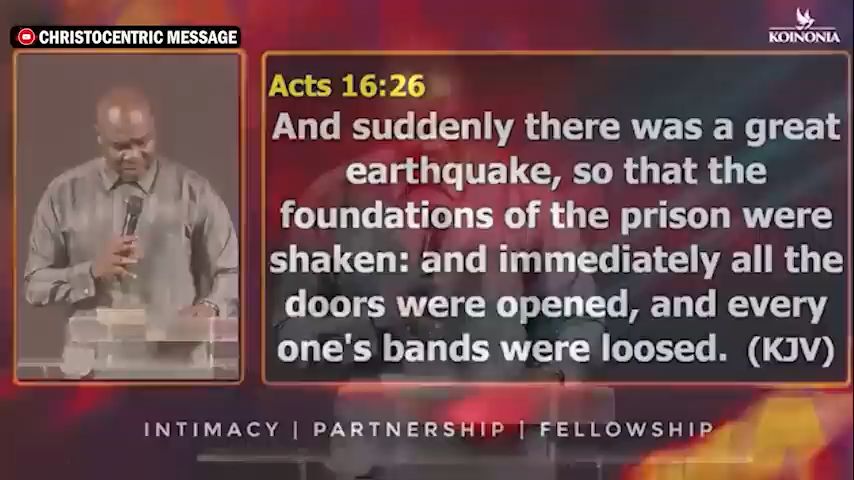 CHRISTOCENTRIC MESSAGE
KOINONIA
Acts 16:26
And suddenly there was a great
earthquake, so that the
foundations of the prison were
shaken: and immediately all the
doors were opened, and every
one's bands were loosed. (KJV)
INTIMACY | PARTNERSHIP | FELLOWSHIP